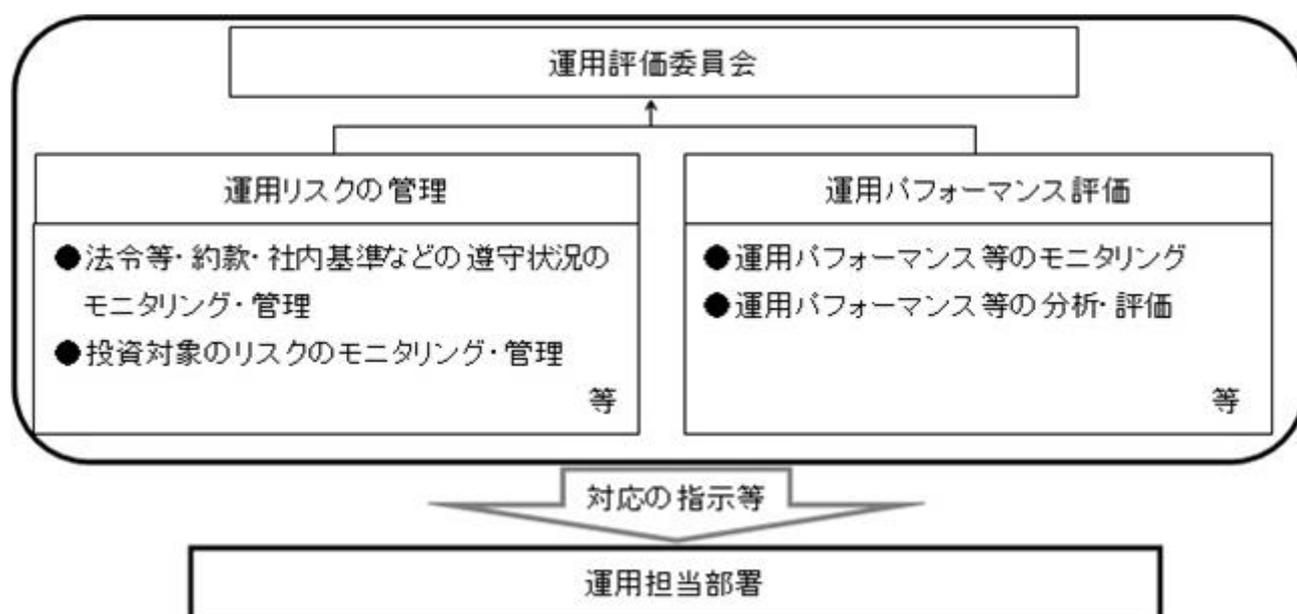 運用評価委員会
運用リスクの管理
●法令等・約款・社内基準などの遵守状況の
モニタリング・管理
●投資対象のリスクのモニタリング・管理
等
運用パフォーマンス評価
●運用パフォーマンス等のモニタリング
●運用パフォーマンス等の分析・評価
等
対応の指示等
運用担当部署